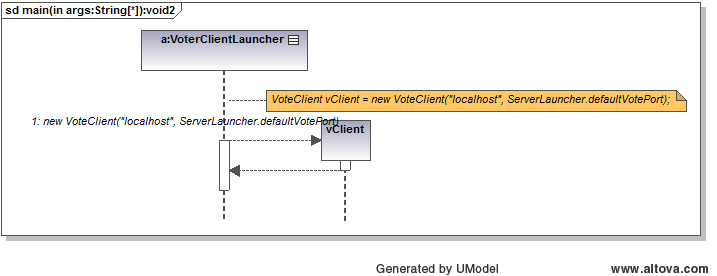 sd main(in args:String[*]):void2
a:VoterClientLauncher
VoteClient vClient = new VoteClient("localhost", ServerLauncher.defaultVotePort);
1: new VoteClient("localhost", ServerLauncher.defaultVotePort)
vClient
Generated by UModel
www.altova.com